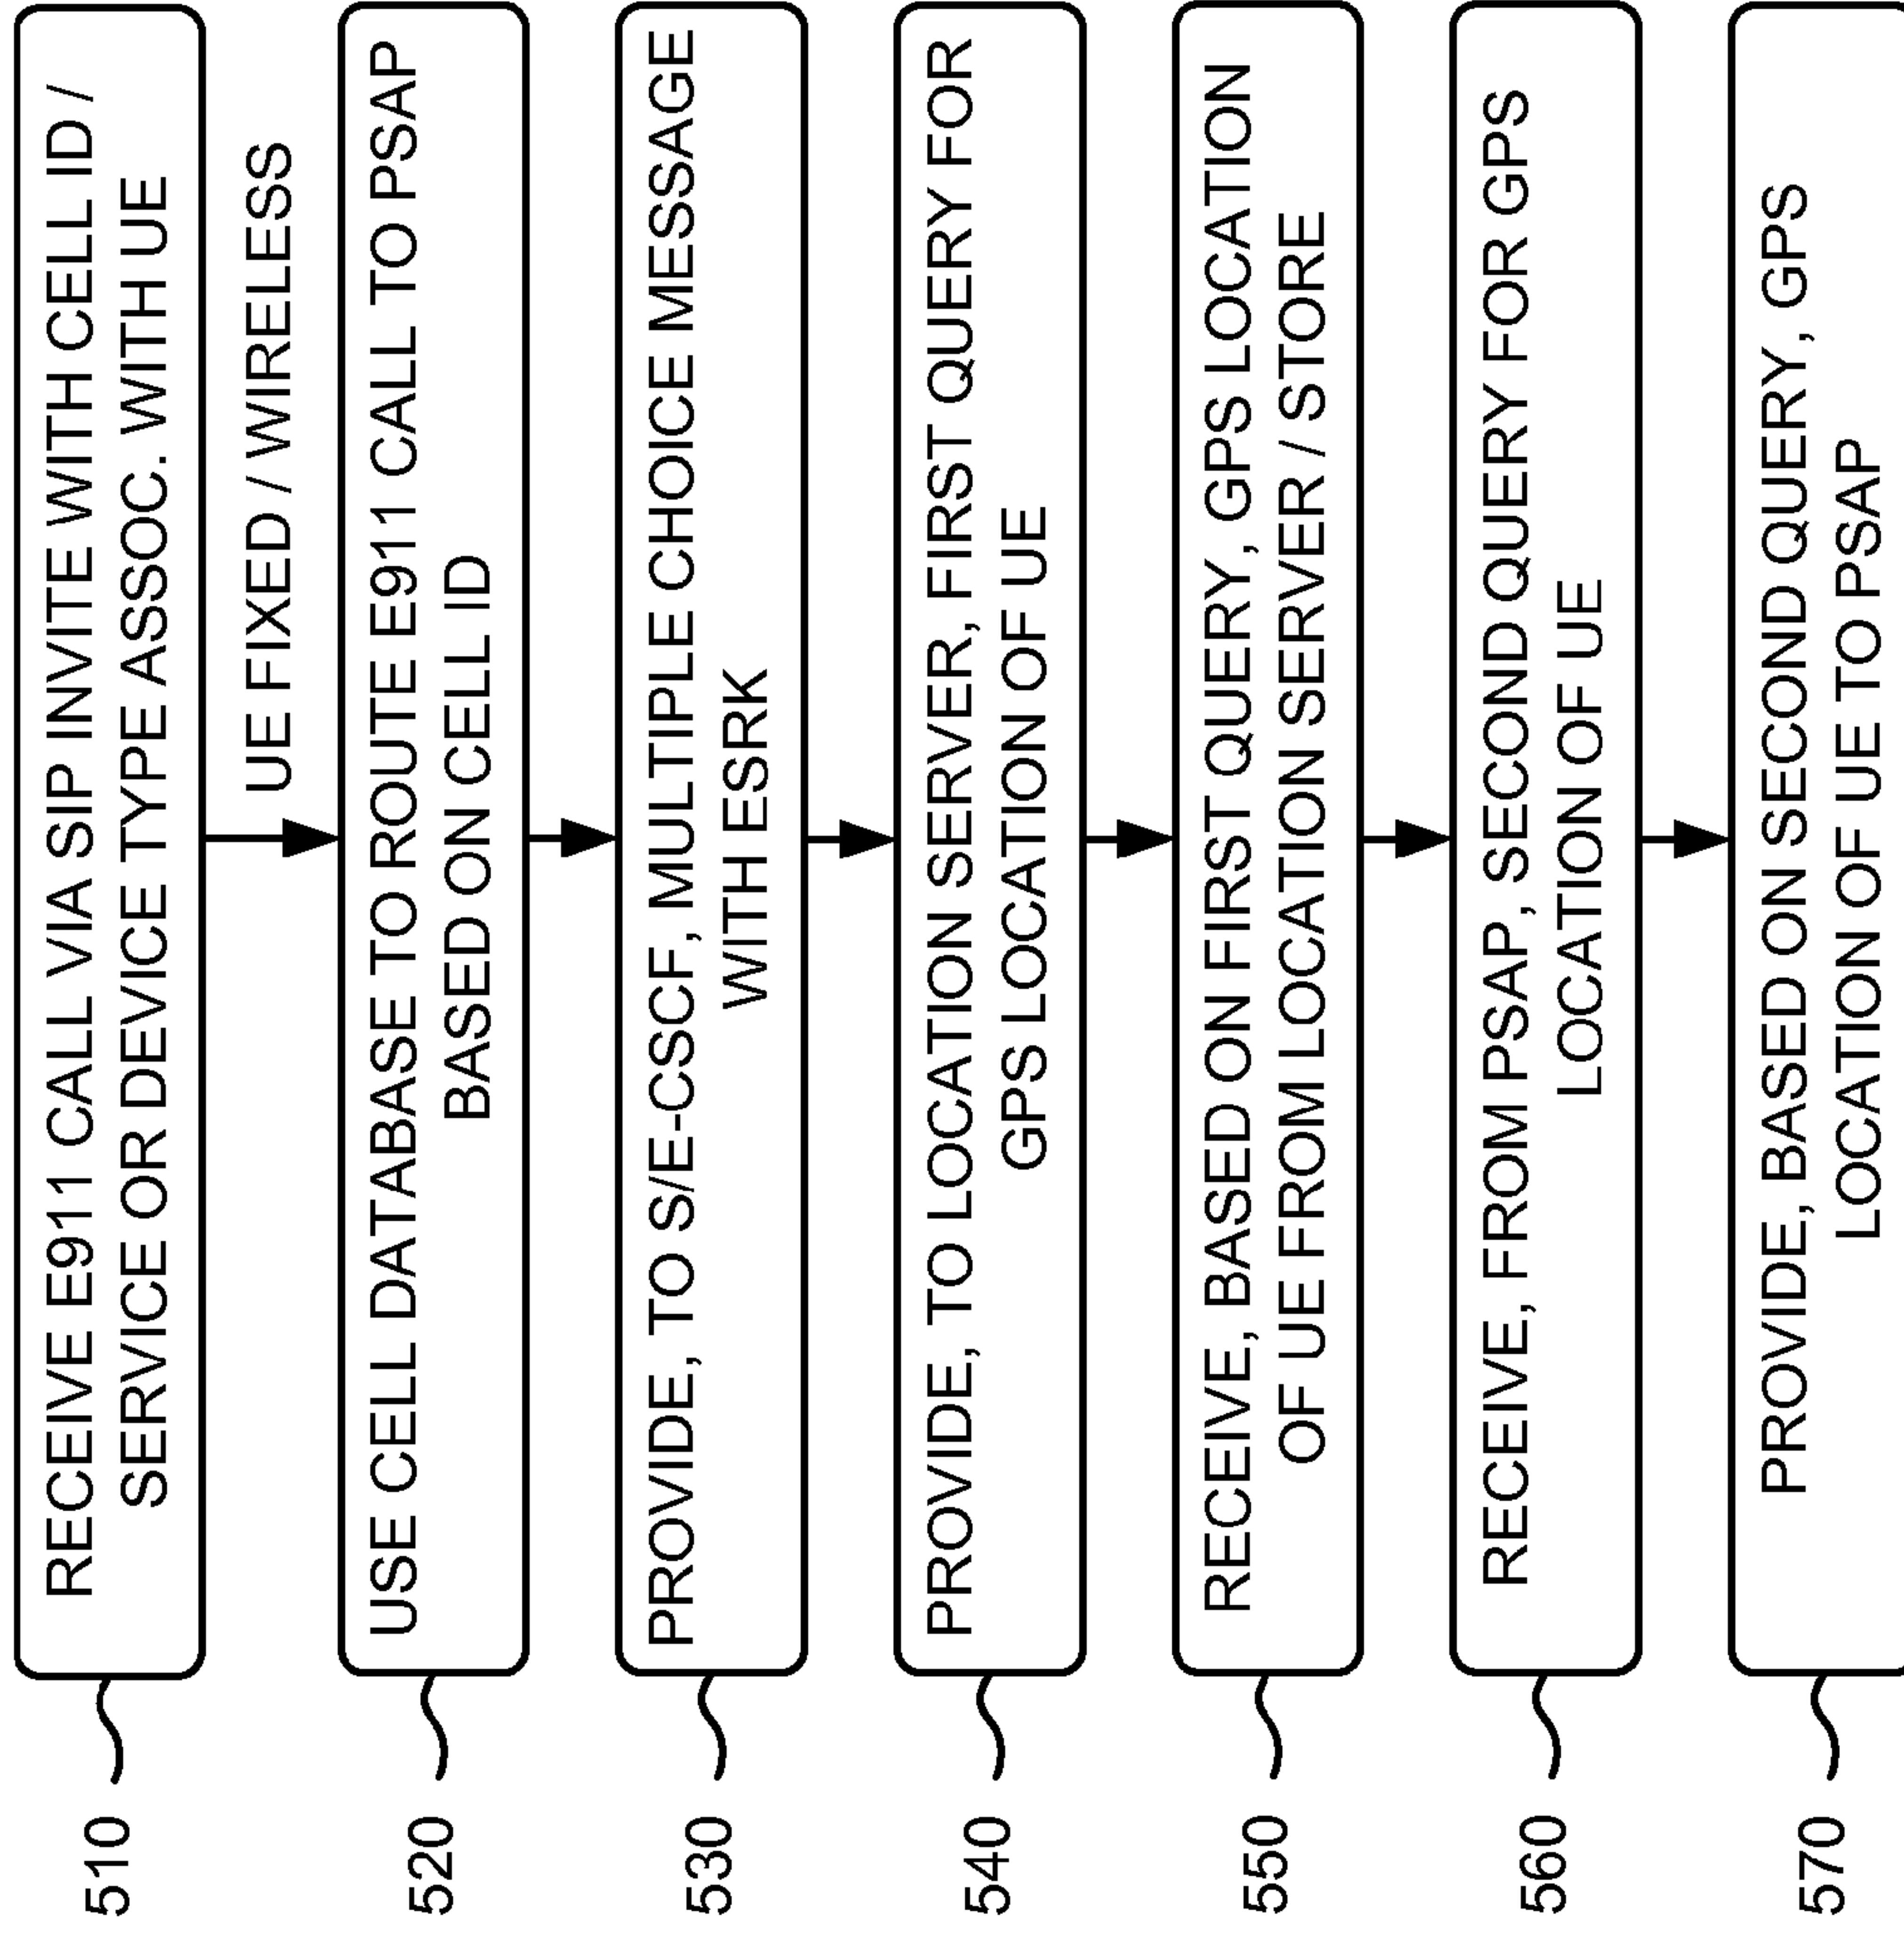 510
RECEIVE E911 CALL VIA SIP INVITE WITH CELL ID /
SERVICE OR DEVICE TYPE ASSOC. WITH UE
UE FIXED / WIRELESS
520
USE CELL DATABASE TO ROUTE E911 CALL TO PSAP
BASED ON CELL ID
530
PROVIDE, TO S/E-CSCF, MULTIPLE CHOICE MESSAGE
WITH ESRK
540
PROVIDE, TO LOCATION SERVER, FIRST QUERY FOR
GPS LOCATION OF UE
550
RECEIVE, BASED ON FIRST QUERY, GPS LOCATION
OF UE FROM LOCATION SERVER / STORE
560
RECEIVE, FROM PSAP, SECOND QUERY FOR GPS
LOCATION OF UE
570
PROVIDE, BASED ON SECOND QUERY, GPS
LOCATION OF UE TO PSAP